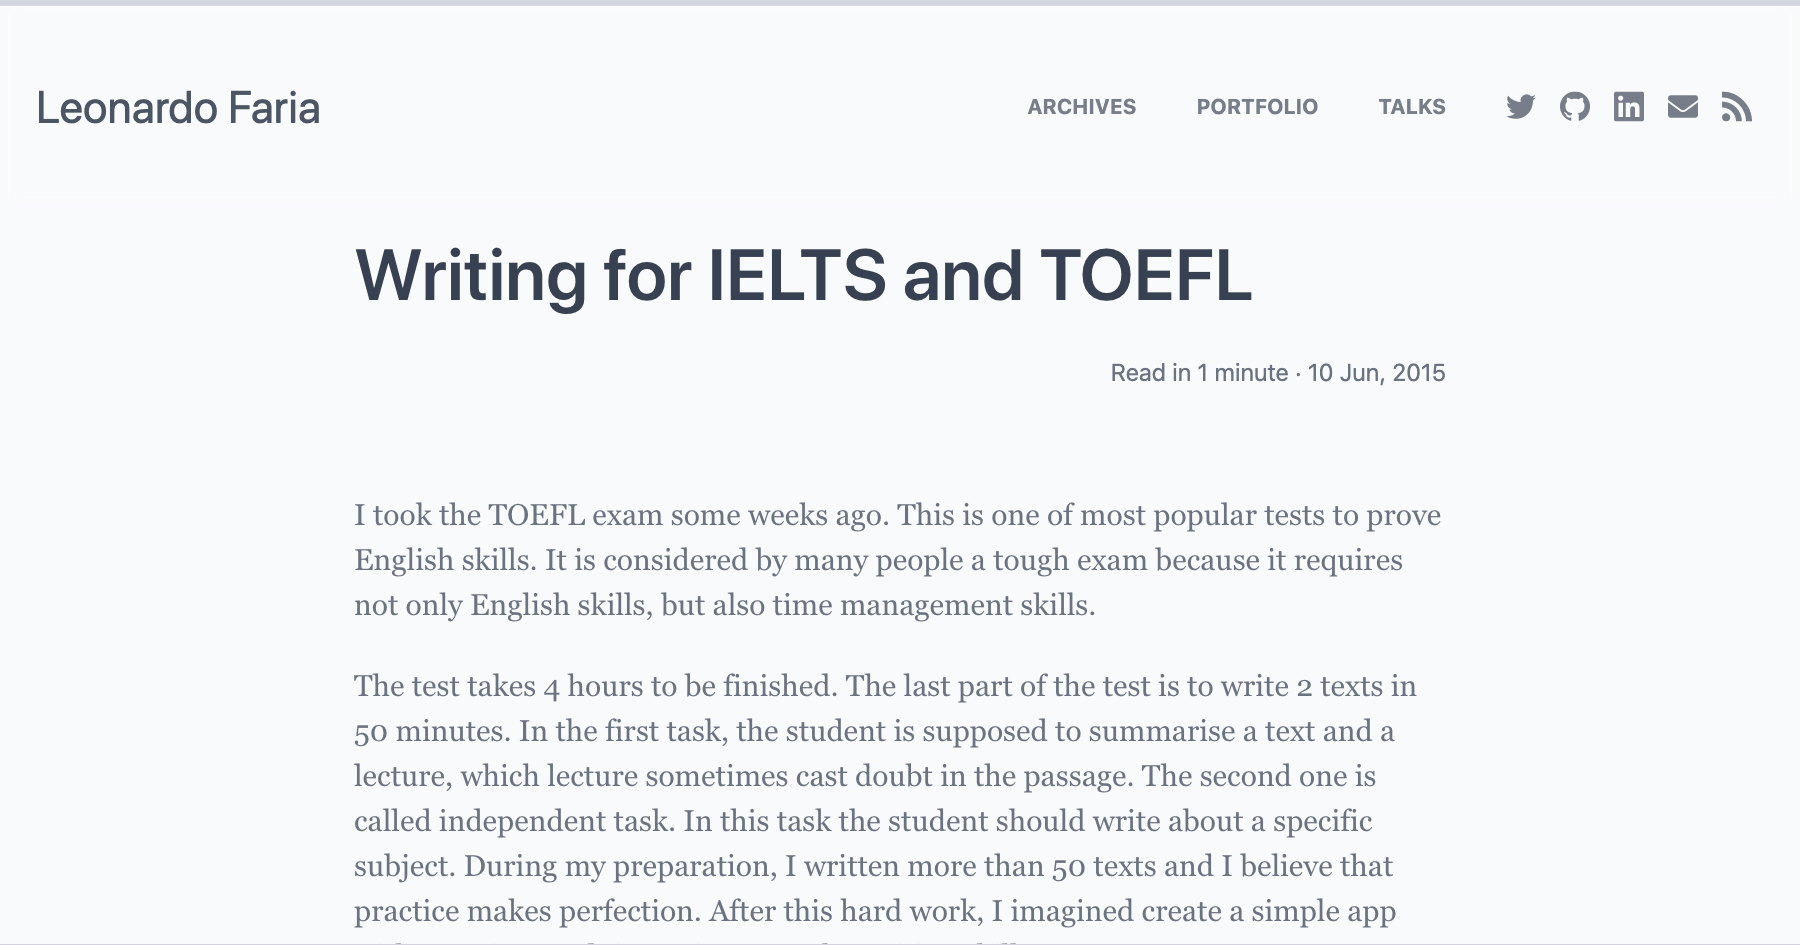 Leonardo Faria
ARCHIVES PORTFOLIO TALKS
Writing for IELTS and TOEFL
Read in 1 minute · 10 Jun, 2015
I took the TOEFL exam some weeks ago. This is one of most popular tests to prove
English skills. It is considered by many people a tough exam because it requires
not only English skills, but also time management skills.
The test takes 4 hours to be finished. The last part of the test is to write 2 texts in
50 minutes. In the first task, the student is supposed to summarise a text and a
lecture, which lecture sometimes cast doubt in the passage. The second one is
called independent task. In this task the student should write about a specific
subject. During my preparation, I written more than 50 texts and I believe that
practice makes perfection. After this hard work, I imagined create a simple app